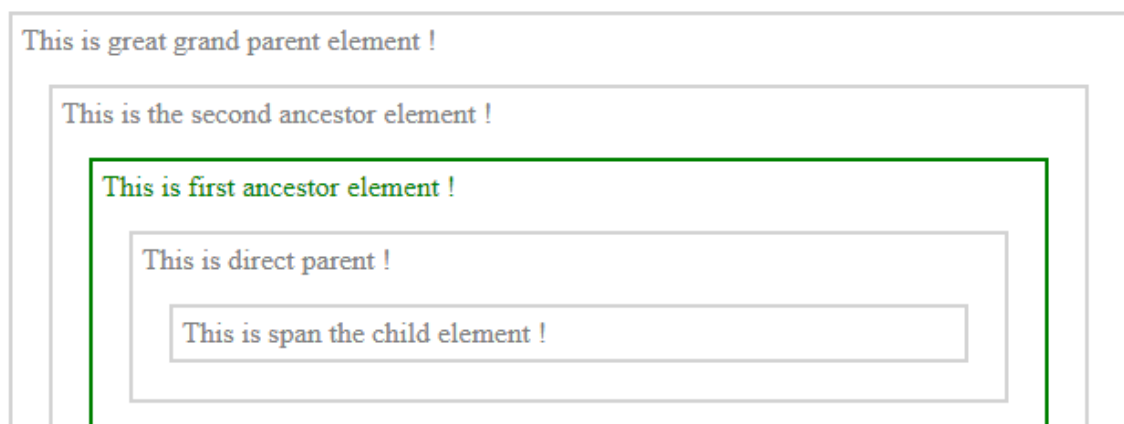 This is great grand parent element !
This is the second ancestor element !
This is first ancestor element !
This is direct parent !
This is span the child element !